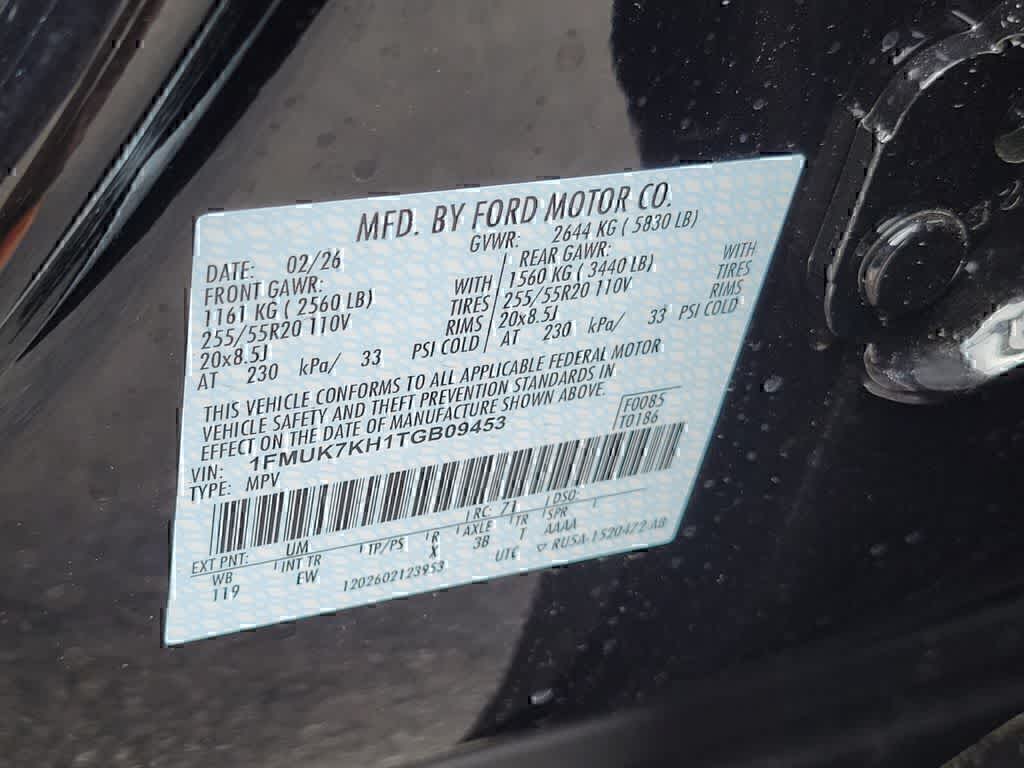 MFD. BY FORD MOTOR CO.
DATE: 02/26 GVWR: 2644 KG ( 5830 LB)
FRONT GAWR: WITH REAR GAWR: WITH
1161 KG ( 2560 LB) TIRES 1560 KG ( 3440 LB) TIRES
255/55R20 110V RIMS 255/55R20 110V RIMS
20x8.5J PSI COLD 20x8.5J PSI COLD
AT 230 kPa/ 33 AT 230 kPa/ 33
THIS VEHICLE CONFORMS TO ALL APPLICABLE FEDERAL MOTOR
VEHICLE SAFETY AND THEFT PREVENTION STANDARDS IN
EFFECT ON THE DATE OF MANUFACTURE SHOWN ABOVE.
VIN: 1FMUK7KH1TGB09453 F0085
TYPE: MPV T0186
EXT PNT: UM RC: 71 DSO:
WB INT TR TP/PS R AXLE TR SPR
119 EW X 3B T AAAA
1202602123953 UTC ▽ RUSA-1520472-AB